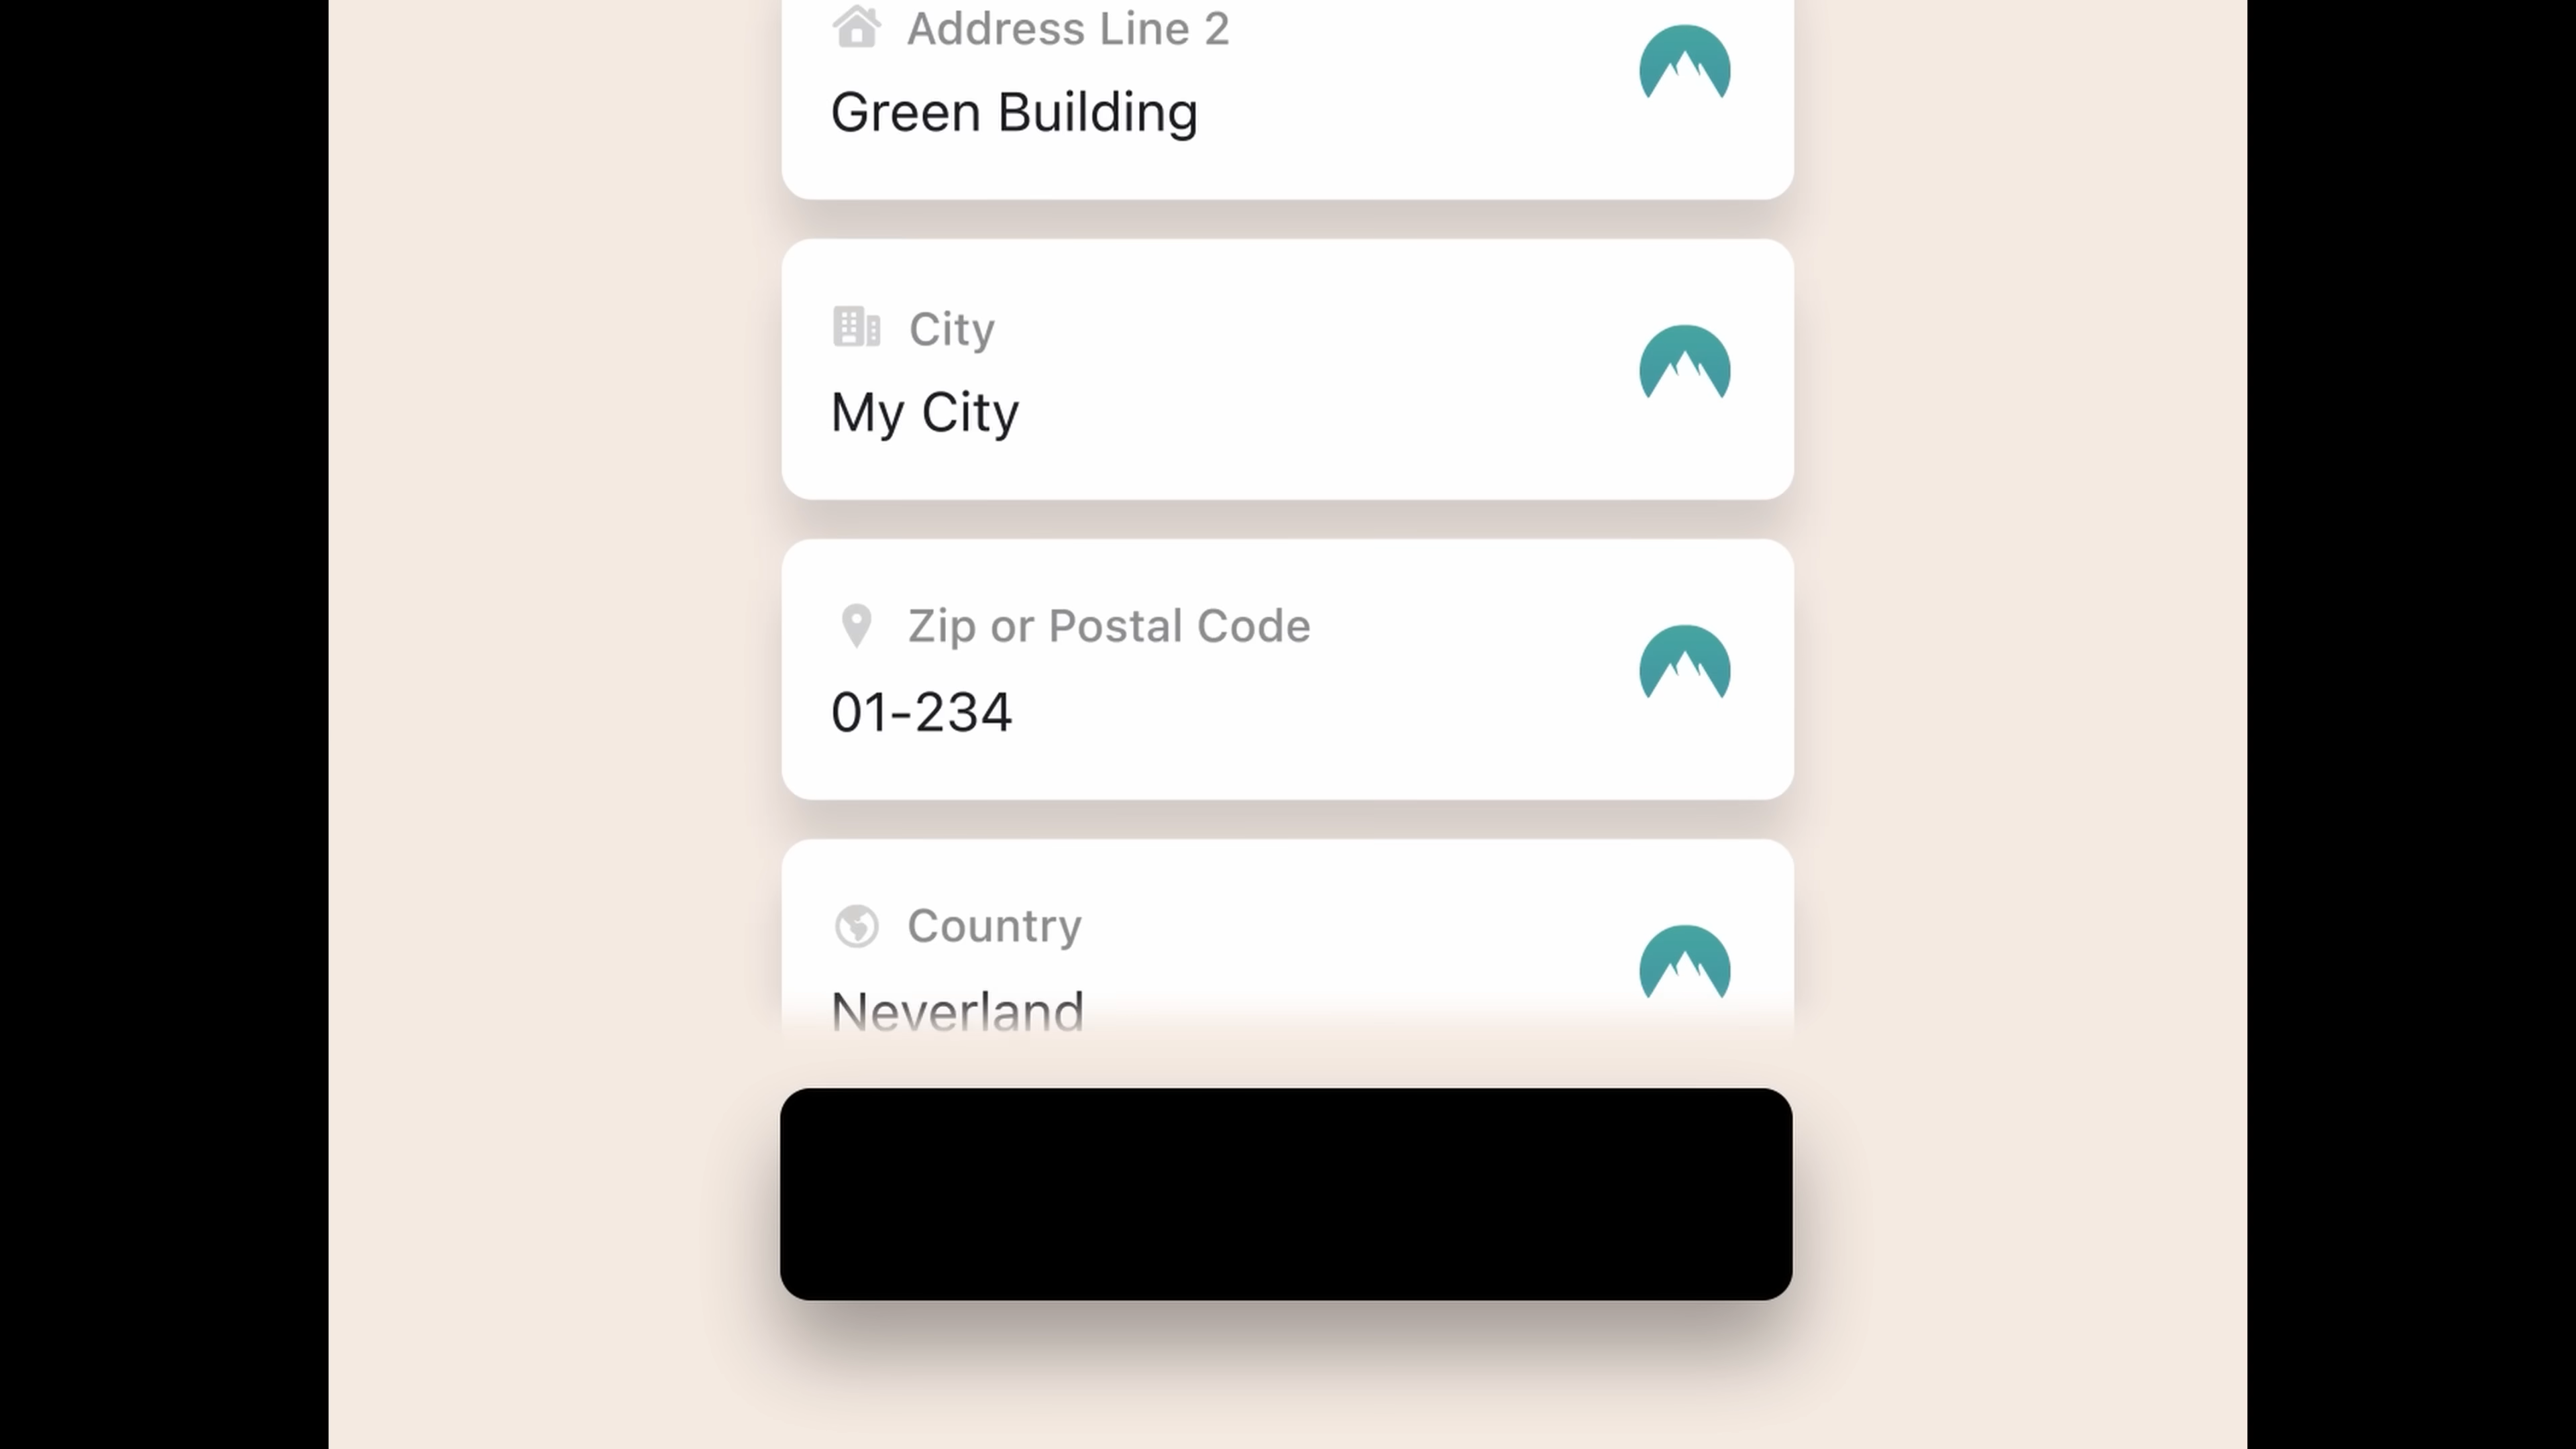 Address Line 2
Green Building
City
My City
Zip or Postal Code
01-234
Country
Neverland